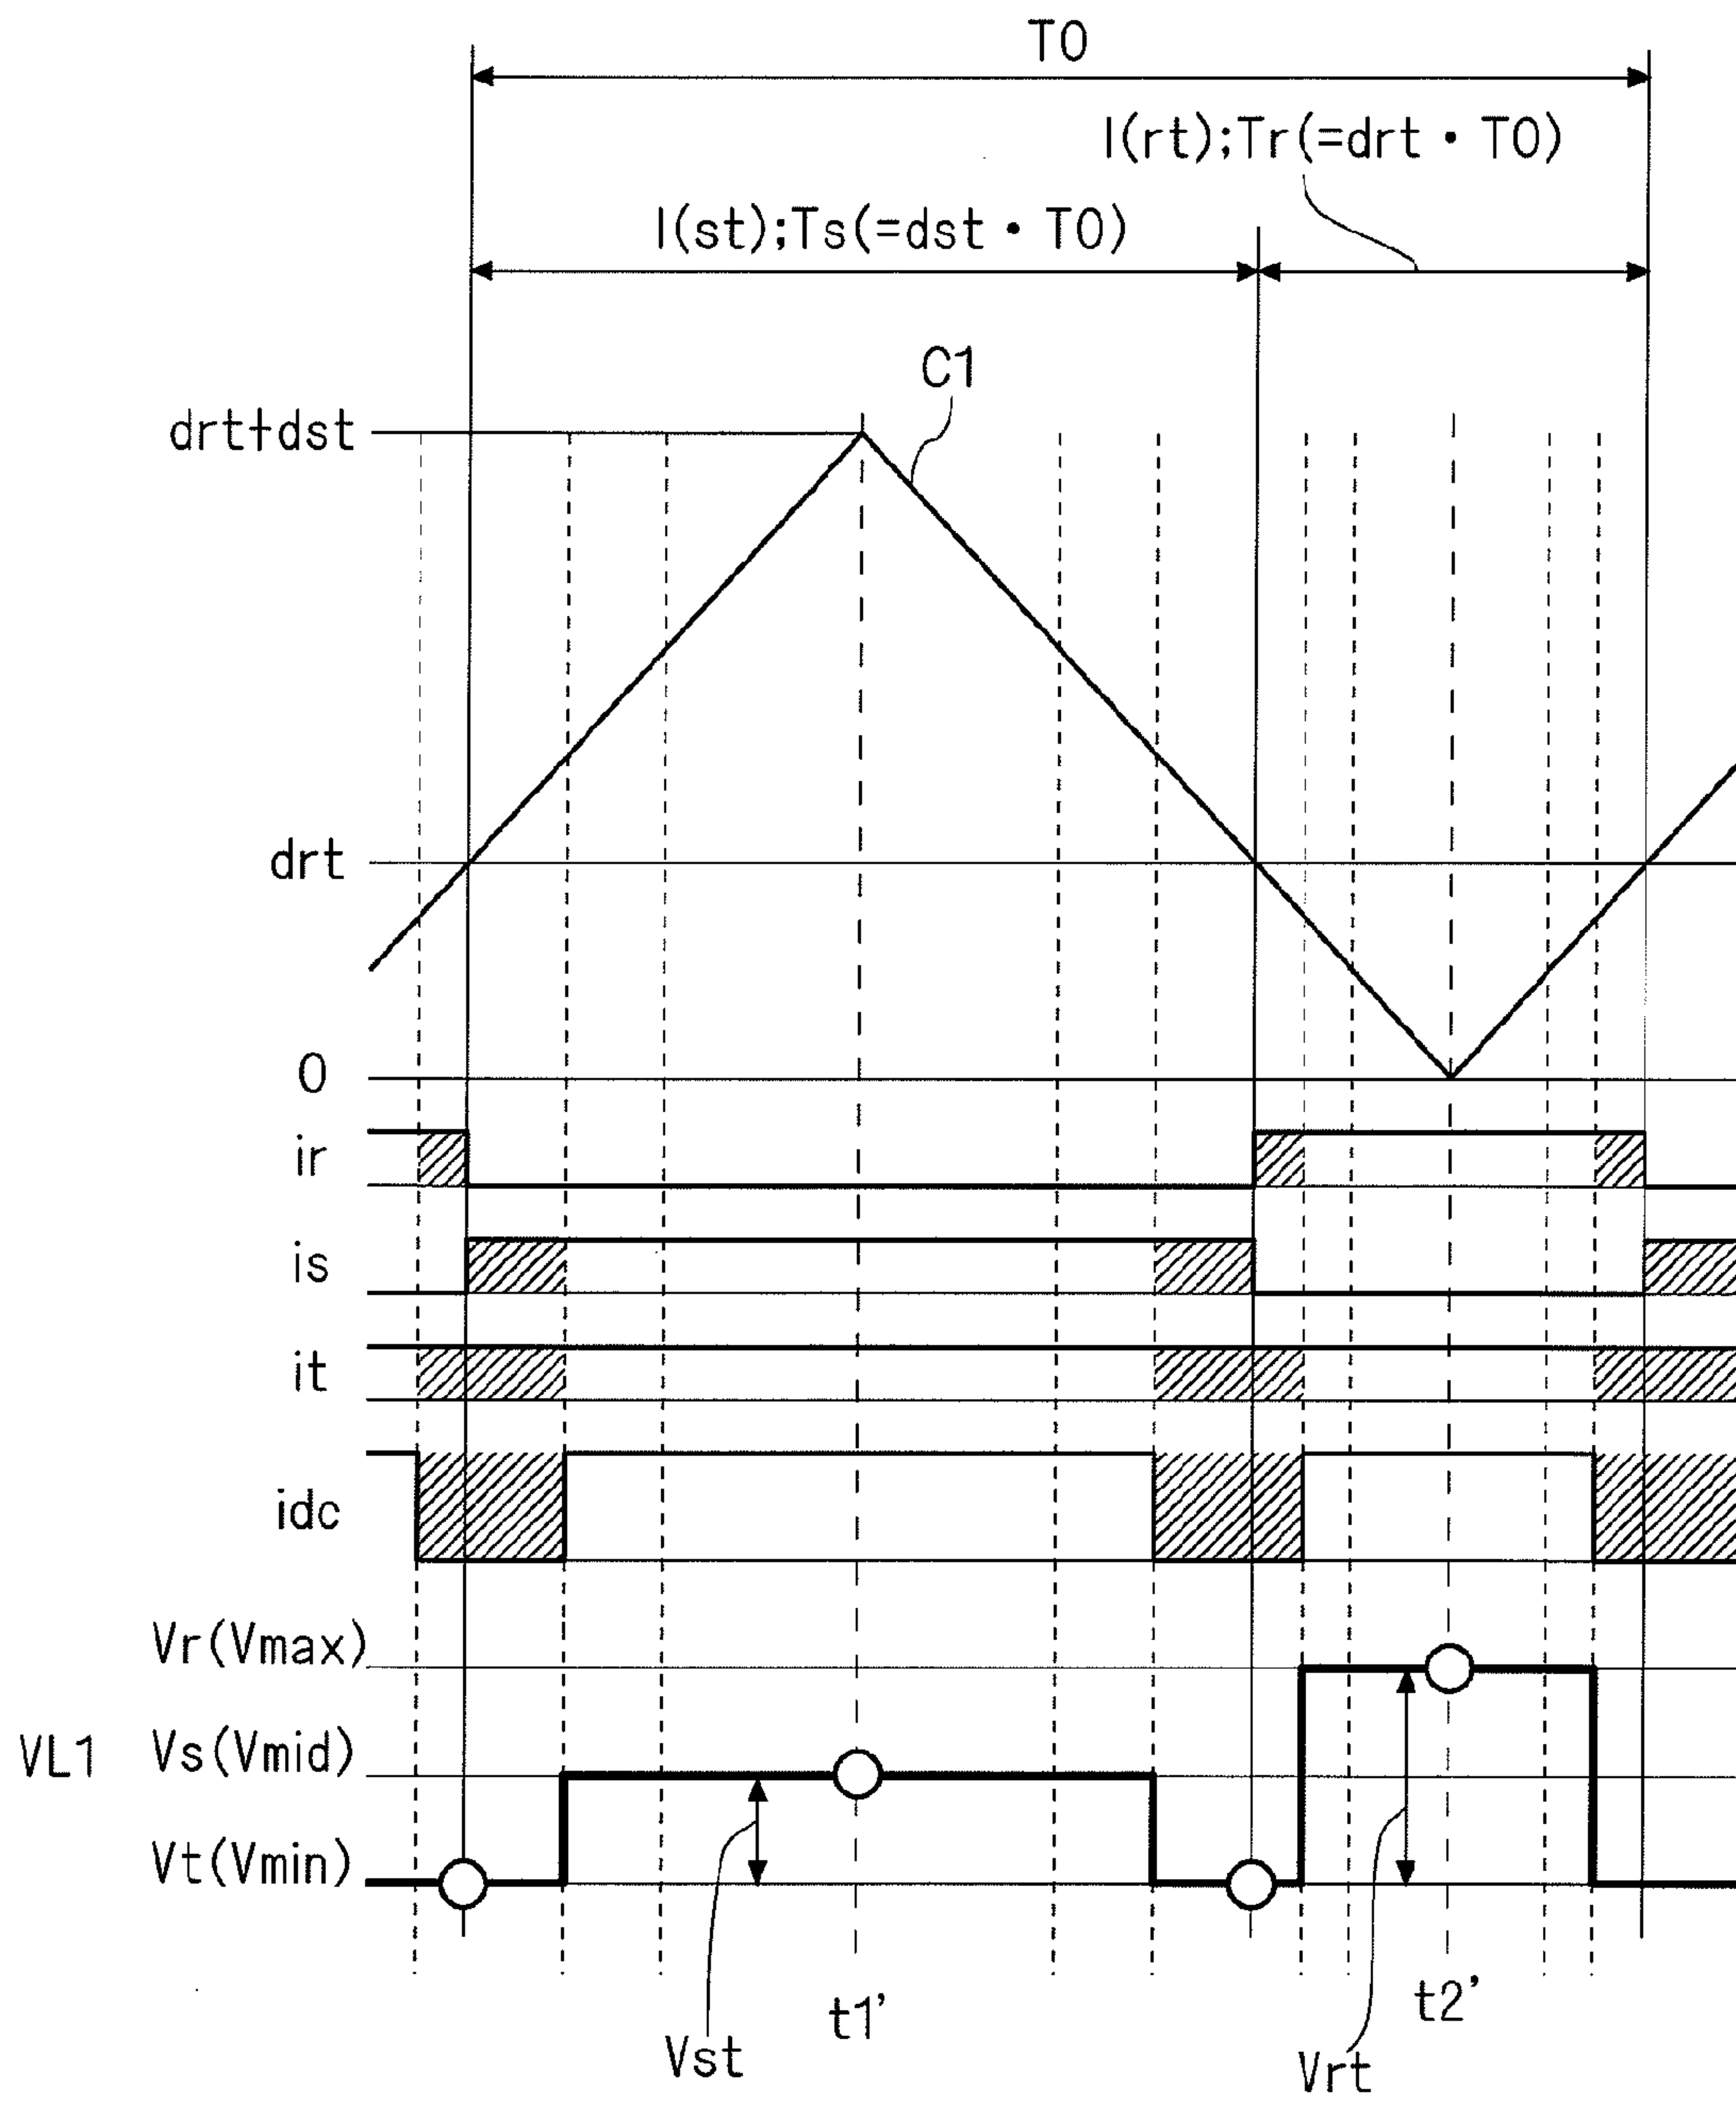 T0
I(rt);Tr(=drt・T0)
I(st);Ts(=dst・T0)
C1
drt+dst
drt
0
ir
is
it
idc
Vr(Vmax)
VL1 Vs(Vmid)
Vt(Vmin)
t1'
t2'
Vst
Vrt